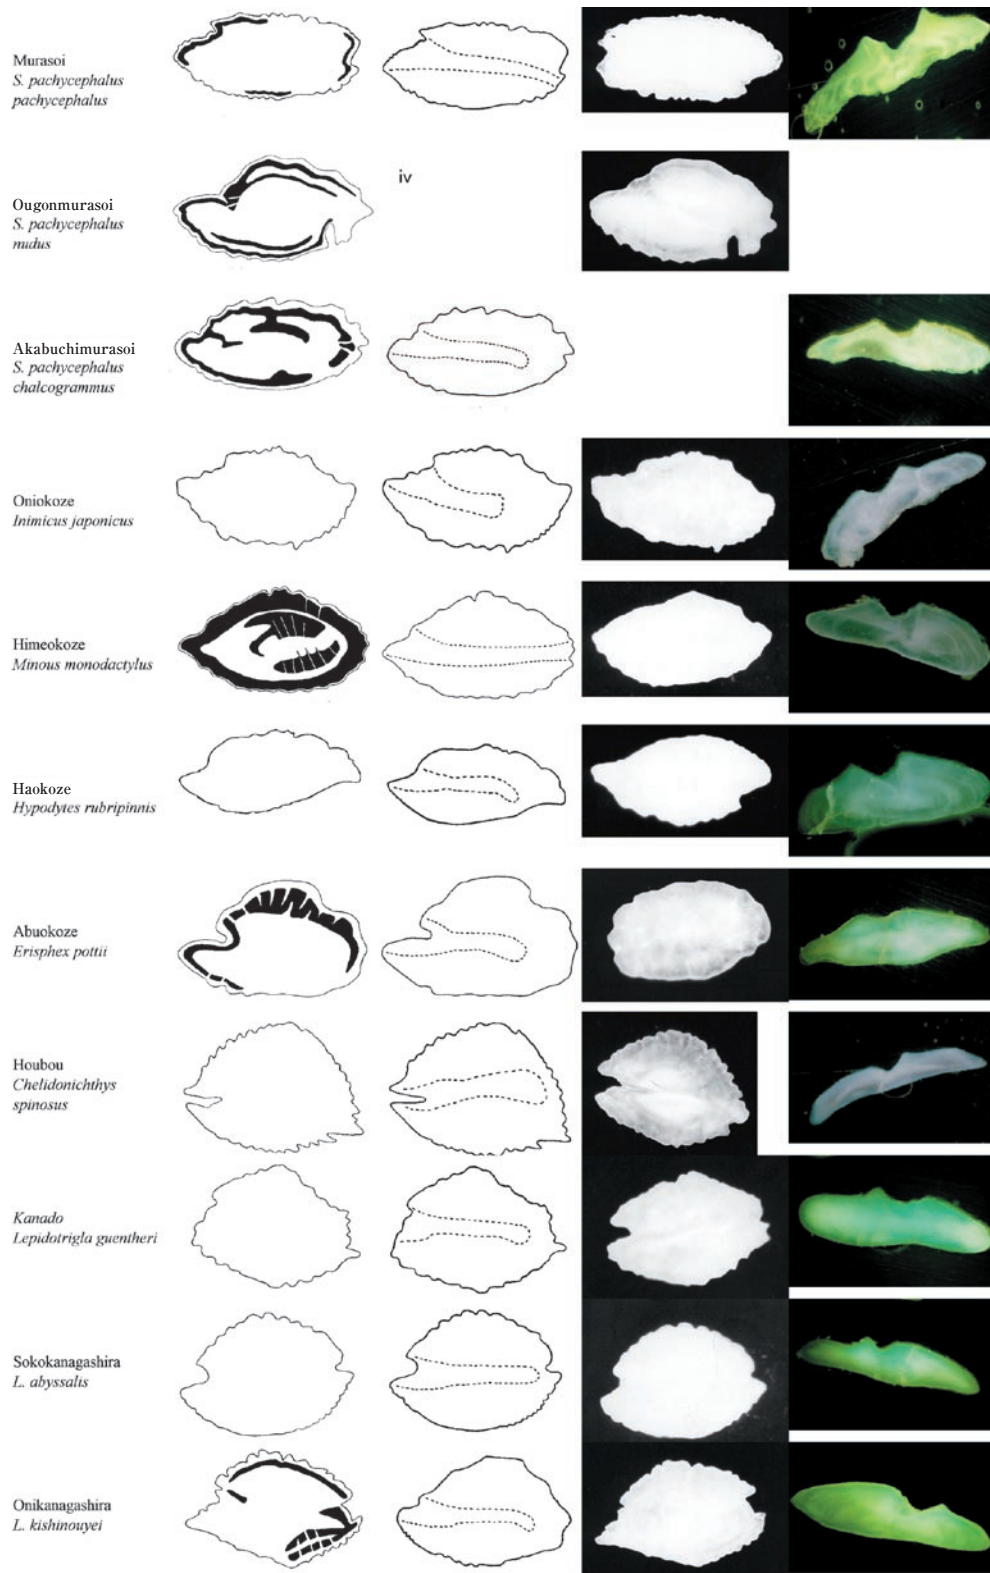 Murasoi
S. pachycephalus
pachycephalus
iv
Ougonmurasoi
S. pachycephalus
nudus
Akabuchimurasoi
S. pachycephalus
chalcogrammus
Oniokoze
Inimicus japonicus
Himeokoze
Minous monodactylus
Haokoze
Hypodytes rubripinnis
Abuokoze
Erisphex pottii
Houbou
Chelidonichthys
spinosus
Kanado
Lepidotrigla guentheri
Sokokanagashira
L. abyssalis
Onikanagashira
L. kishinouyei